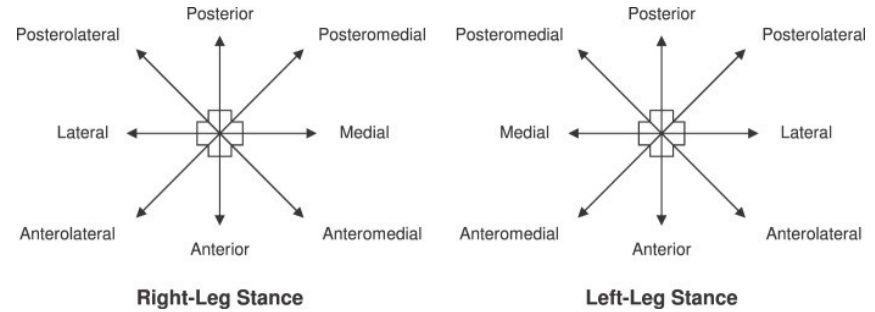 Posterior
Posterolateral
Posteromedial
Lateral
Medial
Anterolateral
Anteromedial
Anterior
Right-Leg Stance
Posterior
Posteromedial
Posterolateral
Medial
Lateral
Anteromedial
Anterolateral
Anterior
Left-Leg Stance